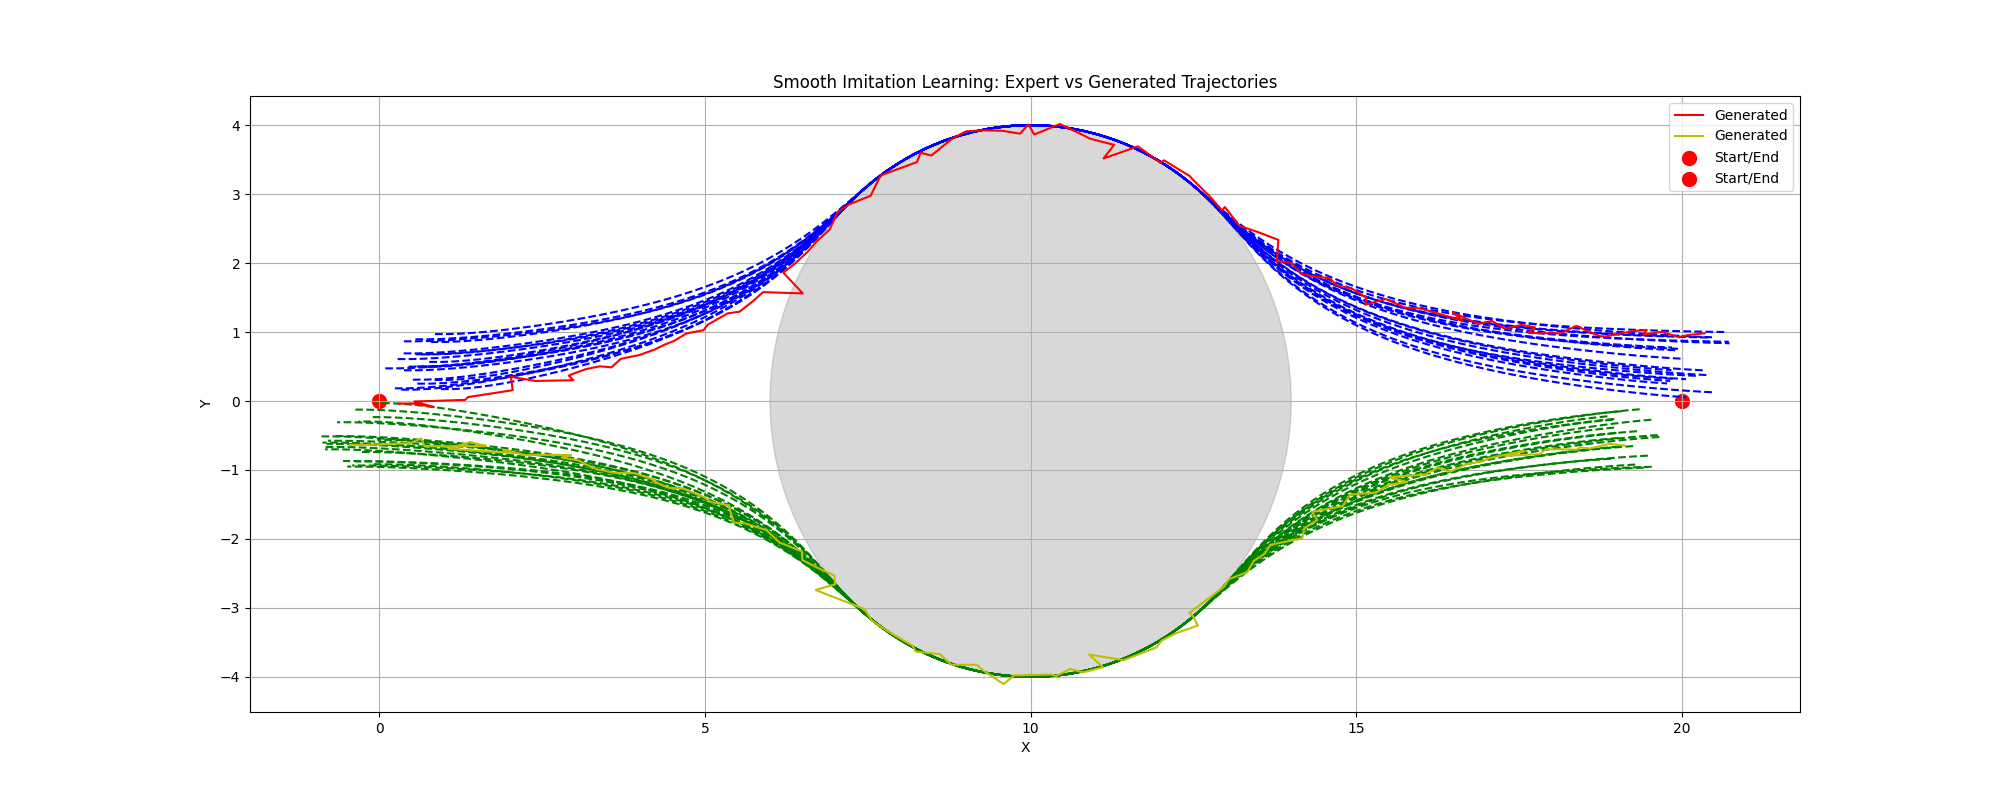 Smooth Imitation Learning: Expert vs Generated Trajectories
Generated
Generated
Start/End
Start/End
Y
4
3
2
1
0
−1
−2
−3
−4
0 5 10 15 20
X